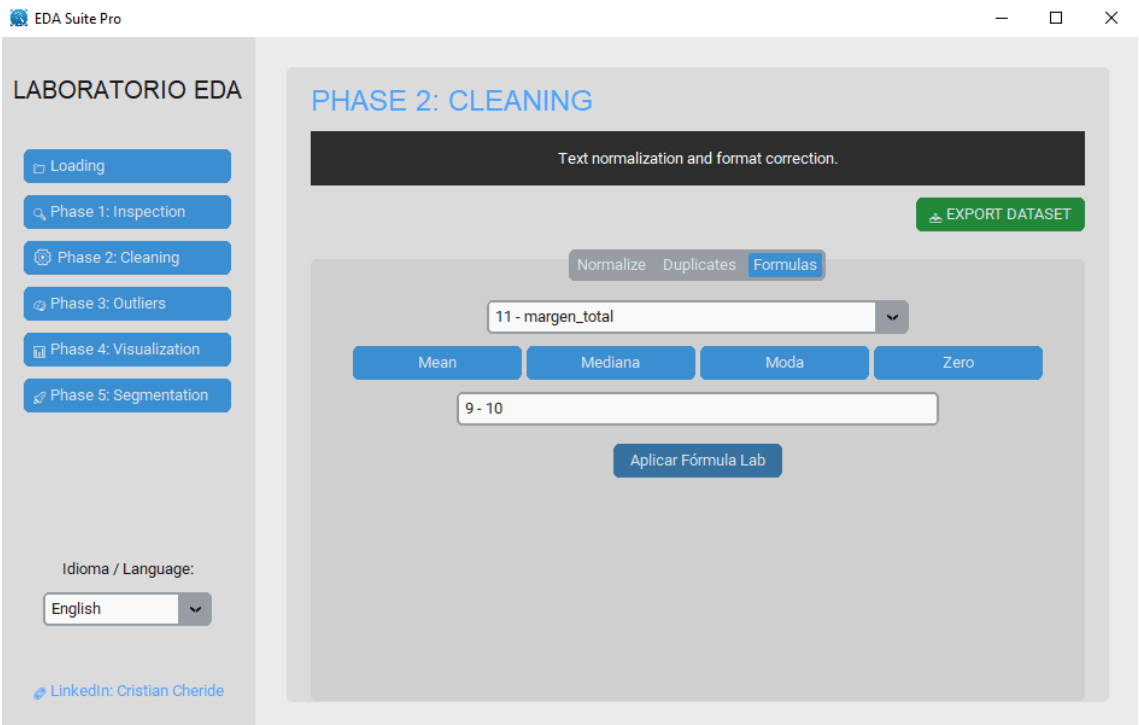 EDA Suite Pro
LABORATORIO EDA
Loading
Phase 1: Inspection
Phase 2: Cleaning
Phase 3: Outliers
Phase 4: Visualization
Phase 5: Segmentation
Idioma / Language:
English
LinkedIn: Cristian Cheride
PHASE 2: CLEANING
Text normalization and format correction.
EXPORT DATASET
Normalize Duplicates Formulas
11 - margen_total
Mean Mediana Moda Zero
9 - 10
Aplicar Fórmula Lab